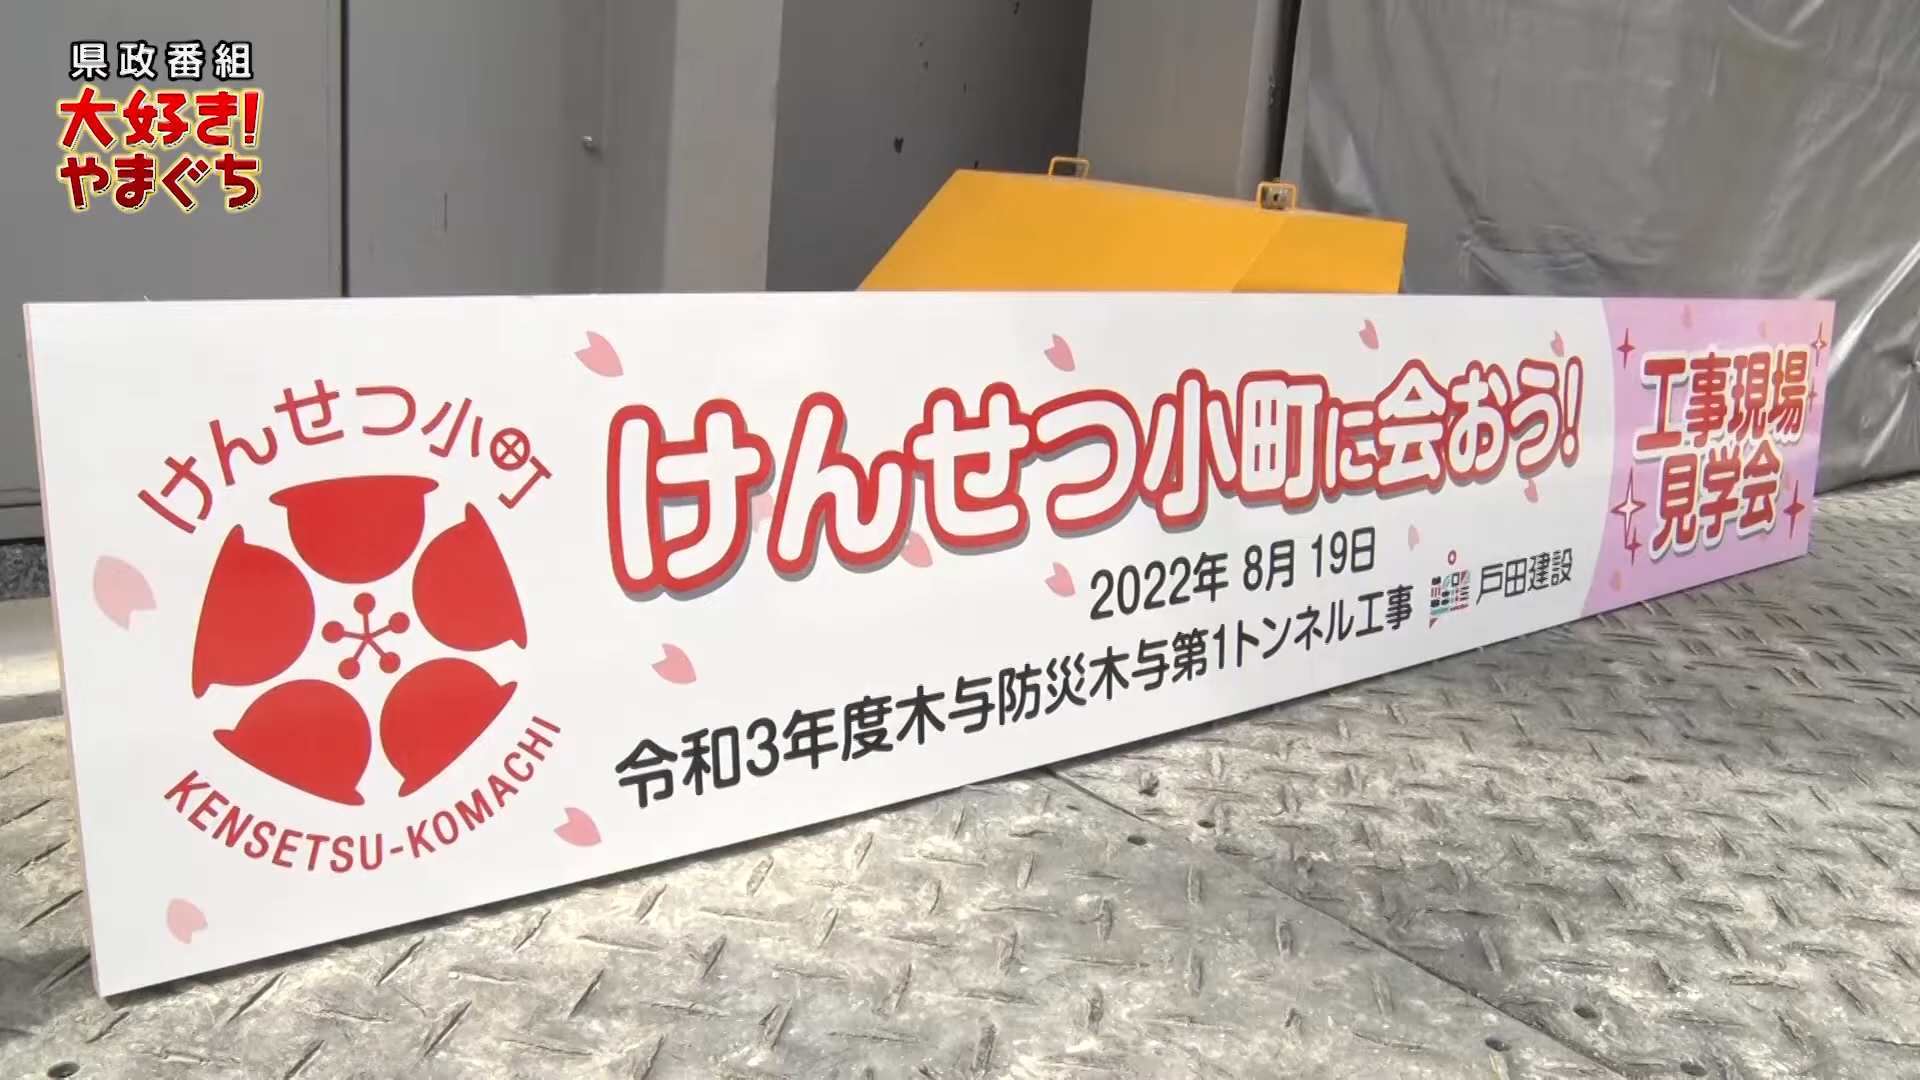 県政番組
大好き!
やまぐち
けんせつ小町
KENSETSU-KOMACHI
けんせつ小町に会おう!
2022年 8月 19日
令和3年度木与防災木与第1トンネル工事
戸田建設
工事現場
見学会